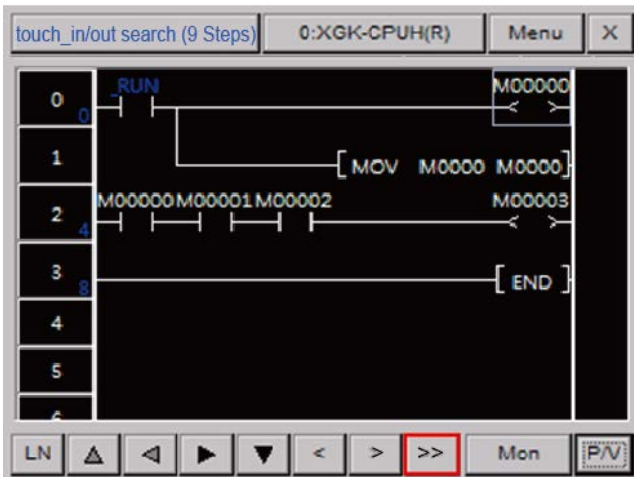 touch_in/out search (9 Steps) 0:XGK-CPUH(R) Menu X
_RUN M00000
0 0
1 MOV M0000 M0000
M00000 M00001 M00002 M00003
2 4
3 8 END
4
5
LN < > >> Mon P/V